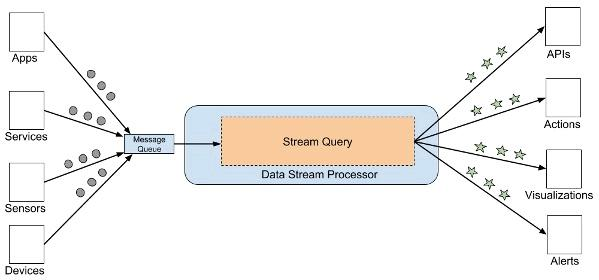 Apps
Services
Sensors
Devices
Message
Queue
Stream Query
Data Stream Processor
APIs
Actions
Visualizations
Alerts